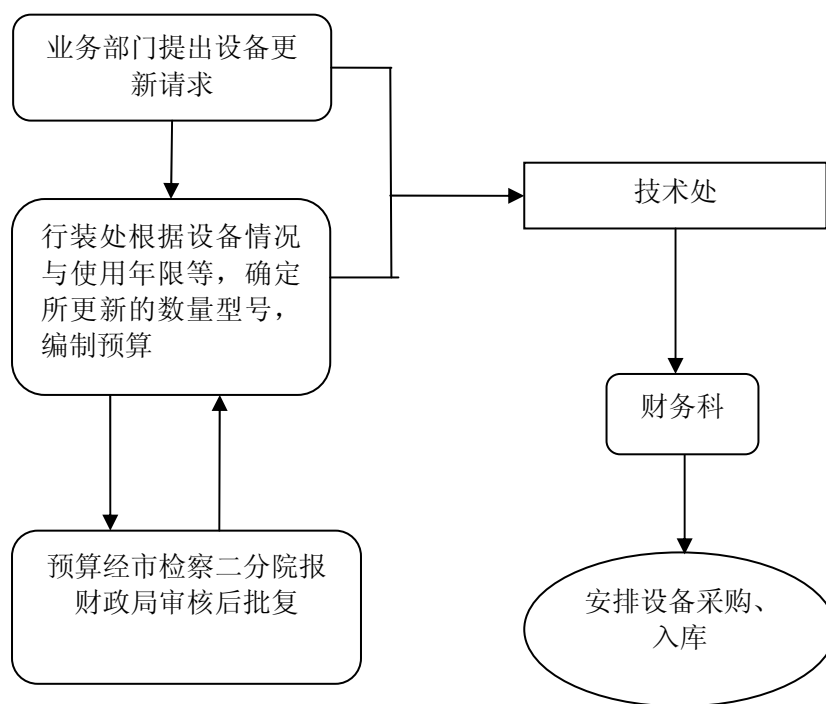 业务部门提出设备更
新请求
行装处根据设备情况
与使用年限等，确定
所更新的数量型号，
编制预算
预算经市检察二分院报
财政局审核后批复
技术处
财务科
安排设备采购、
入库